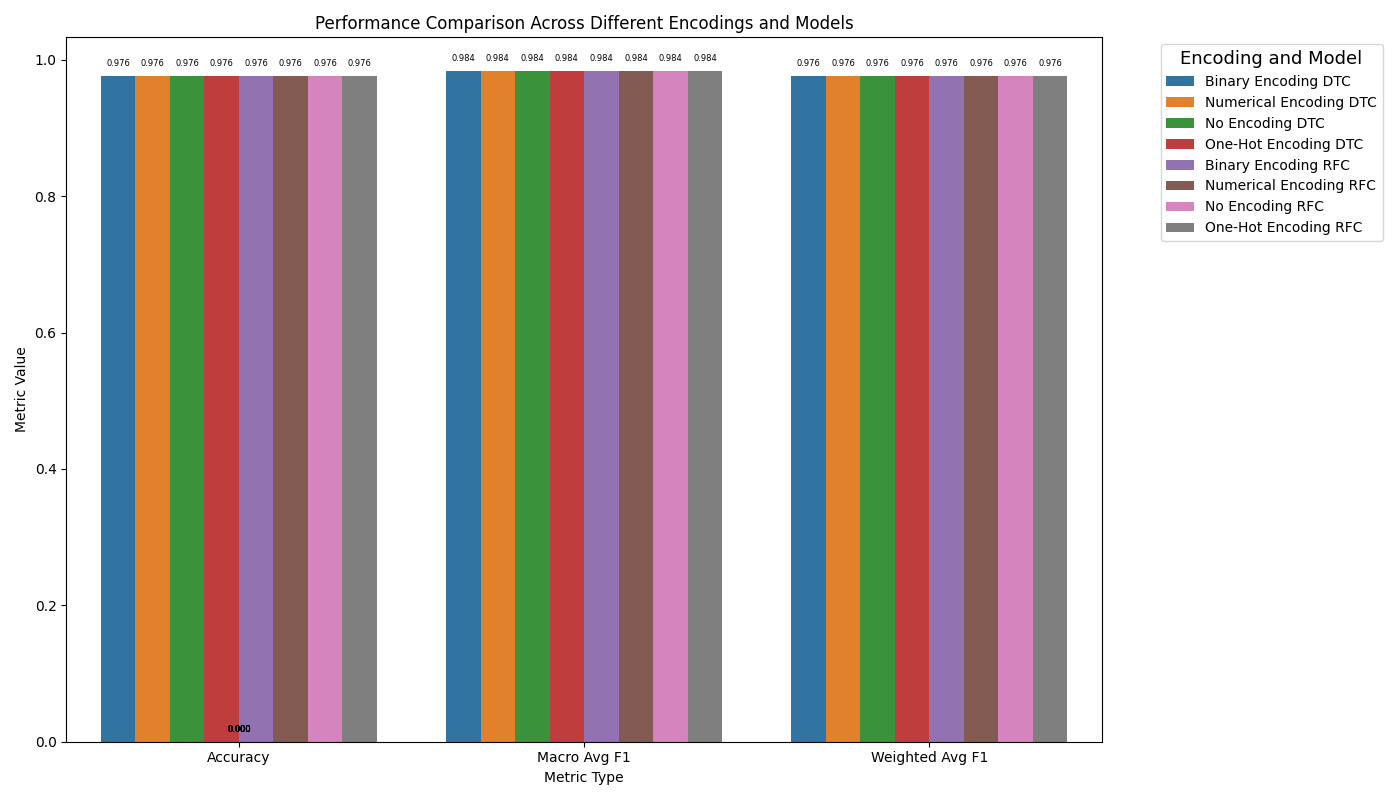 Performance Comparison Across Different Encodings and Models
1.0
0.8
0.6
0.4
0.2
0.0
Metric Value
0.976 0.976 0.976 0.976 0.976 0.976 0.976 0.976
0.984 0.984 0.984 0.984 0.984 0.984 0.984 0.984
0.976 0.976 0.976 0.976 0.976 0.976 0.976 0.976
0.000
Accuracy Macro Avg F1 Weighted Avg F1
Metric Type
Encoding and Model
Binary Encoding DTC
Numerical Encoding DTC
No Encoding DTC
One-Hot Encoding DTC
Binary Encoding RFC
Numerical Encoding RFC
No Encoding RFC
One-Hot Encoding RFC